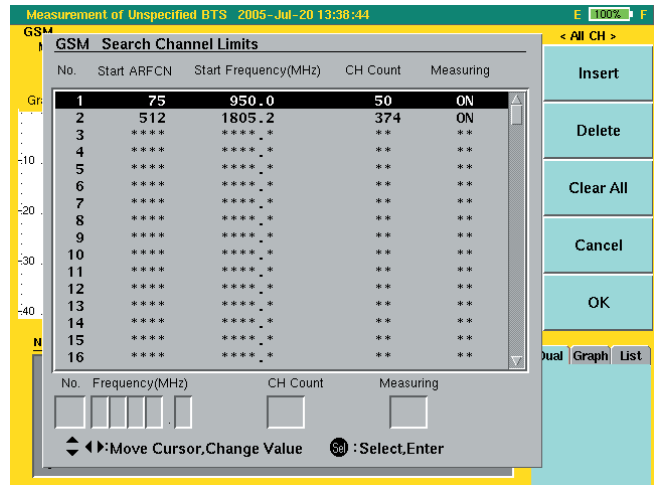 Measurement of Unspecified BTS 2005-Jul-20 13:38:44 E 100% F
GSM < All CH >
GSM Search Channel Limits
No. Start ARFCN Start Frequency(MHz) CH Count Measuring
1 75 950.0 50 ON
2 512 1805.2 374 ON
3 **** ****.* ** **
4 **** ****.* ** **
5 **** ****.* ** **
6 **** ****.* ** **
7 **** ****.* ** **
8 **** ****.* ** **
9 **** ****.* ** **
10 **** ****.* ** **
11 **** ****.* ** **
12 **** ****.* ** **
13 **** ****.* ** **
14 **** ****.* ** **
15 **** ****.* ** **
16 **** ****.* ** **
No. Frequency(MHz) CH Count Measuring
.
:Move Cursor,Change Value Sel :Select,Enter
Insert
Delete
Clear All
Cancel
OK
Dual Graph List
-10
-20
-30
-40